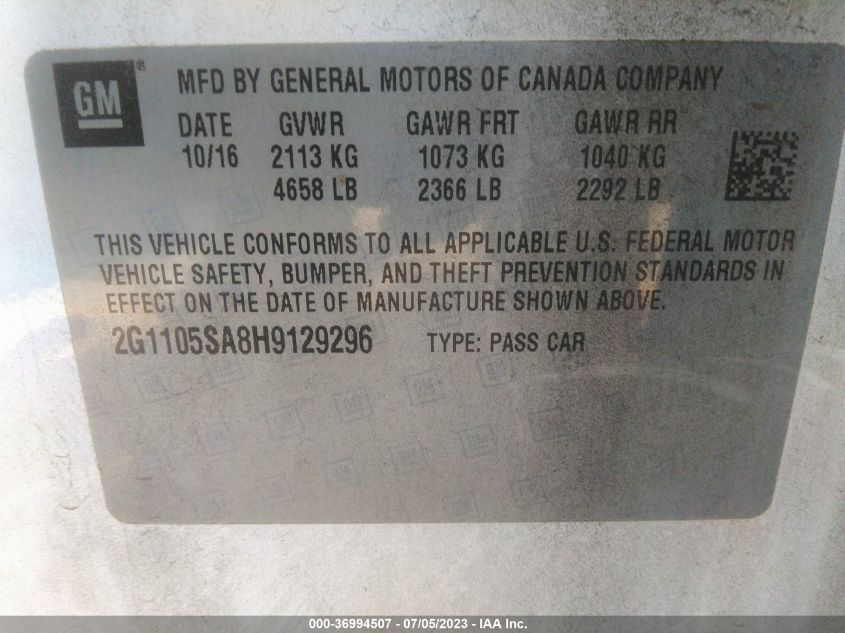 GM®
MFD BY GENERAL MOTORS OF CANADA COMPANY
DATE GVWR GAWR FRT GAWR RR
10/16 2113 KG 1073 KG 1040 KG
4658 LB 2366 LB 2292 LB
THIS VEHICLE CONFORMS TO ALL APPLICABLE U.S. FEDERAL MOTOR
VEHICLE SAFETY, BUMPER, AND THEFT PREVENTION STANDARDS IN
EFFECT ON THE DATE OF MANUFACTURE SHOWN ABOVE.
2G1105SA8H9129296 TYPE: PASS CAR
000-36994507 - 07/05/2023 - IAA Inc.